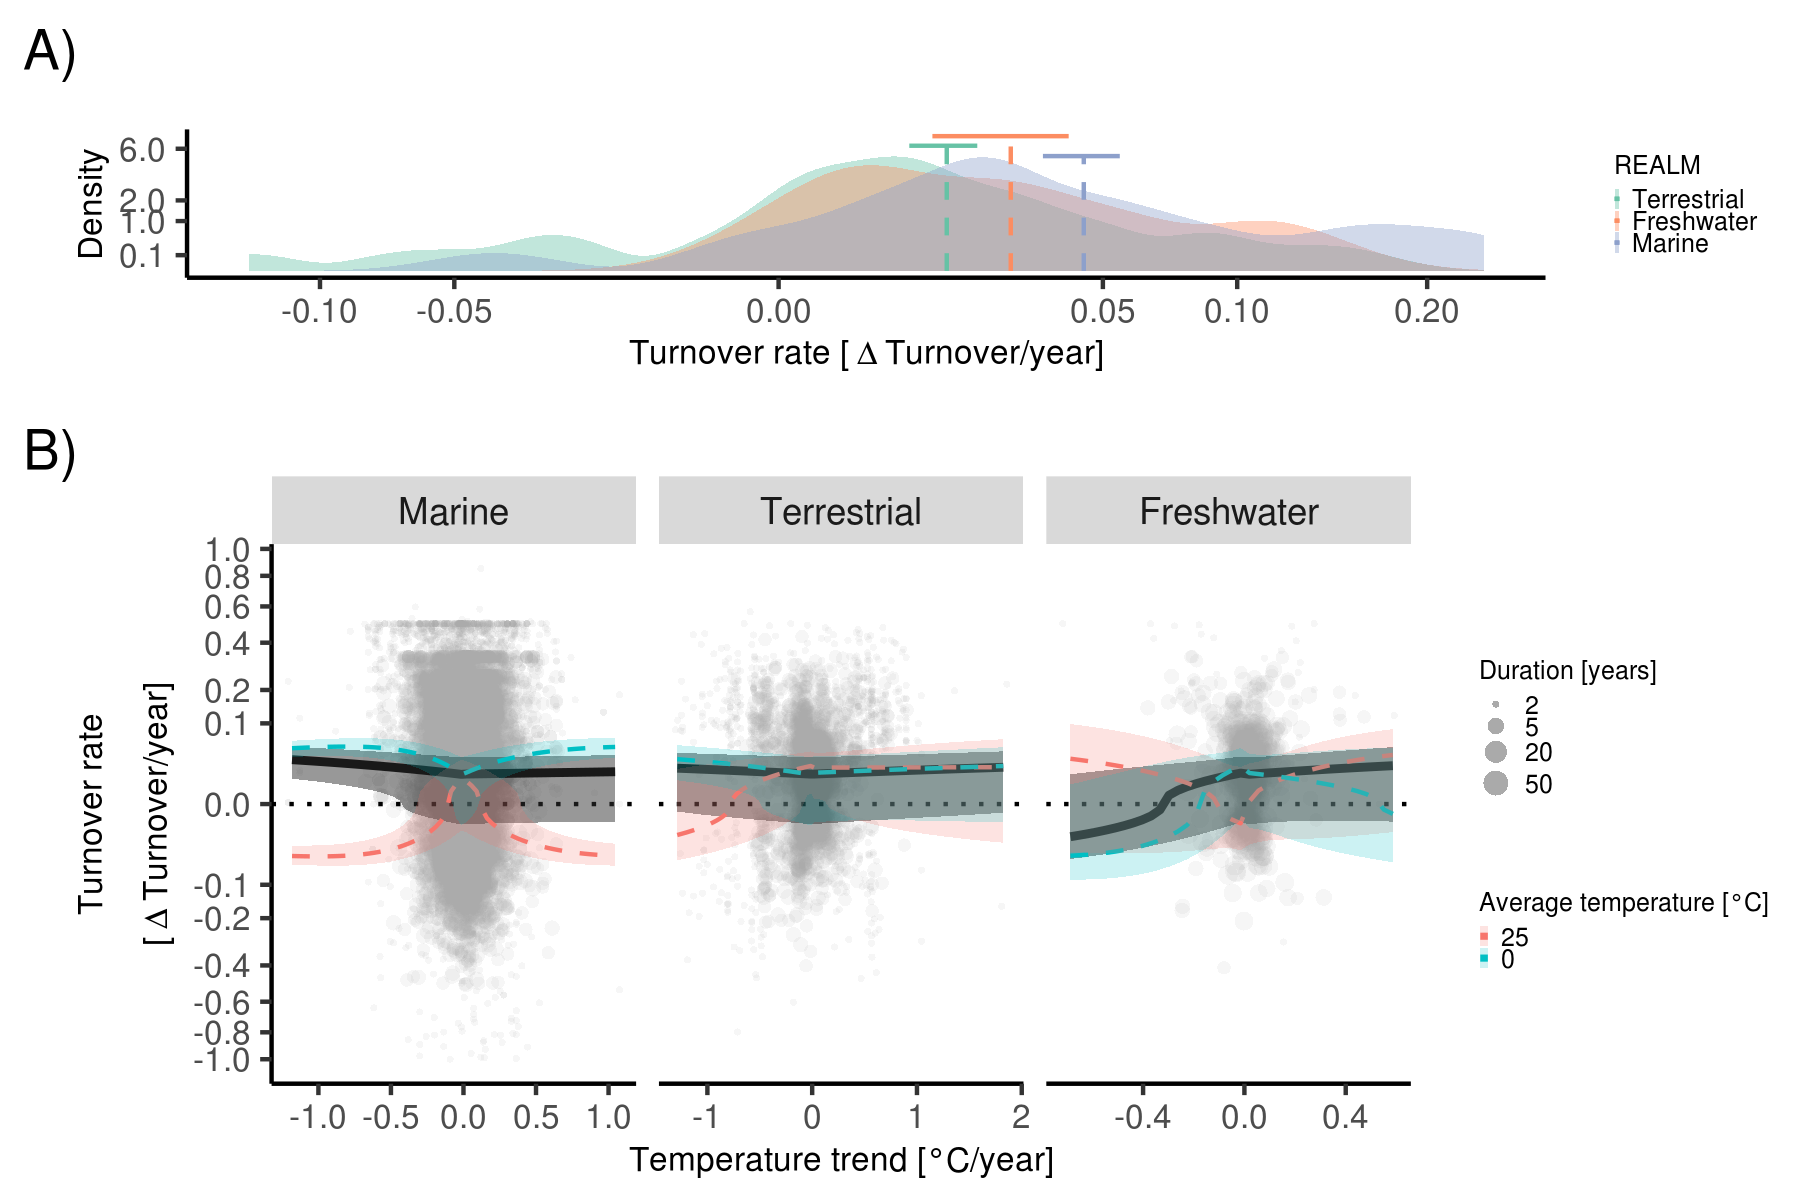 A)
Density
6.0
2.0
1.0
0.1
-0.10 -0.05 0.00 0.05 0.10 0.20
Turnover rate [ Δ Turnover/year]
REALM
Terrestrial
Freshwater
Marine
B)
Marine Terrestrial Freshwater
Turnover rate
[ Δ Turnover/year]
1.0
0.8
0.6
0.4
0.2
0.1
0.0
-0.1
-0.2
-0.4
-0.6
-0.8
-1.0
-1.0 -0.5 0.0 0.5 1.0 -1 0 1 2 -0.4 0.0 0.4
Temperature trend [°C/year]
Duration [years]
2
5
20
50
Average temperature [°C]
25
0